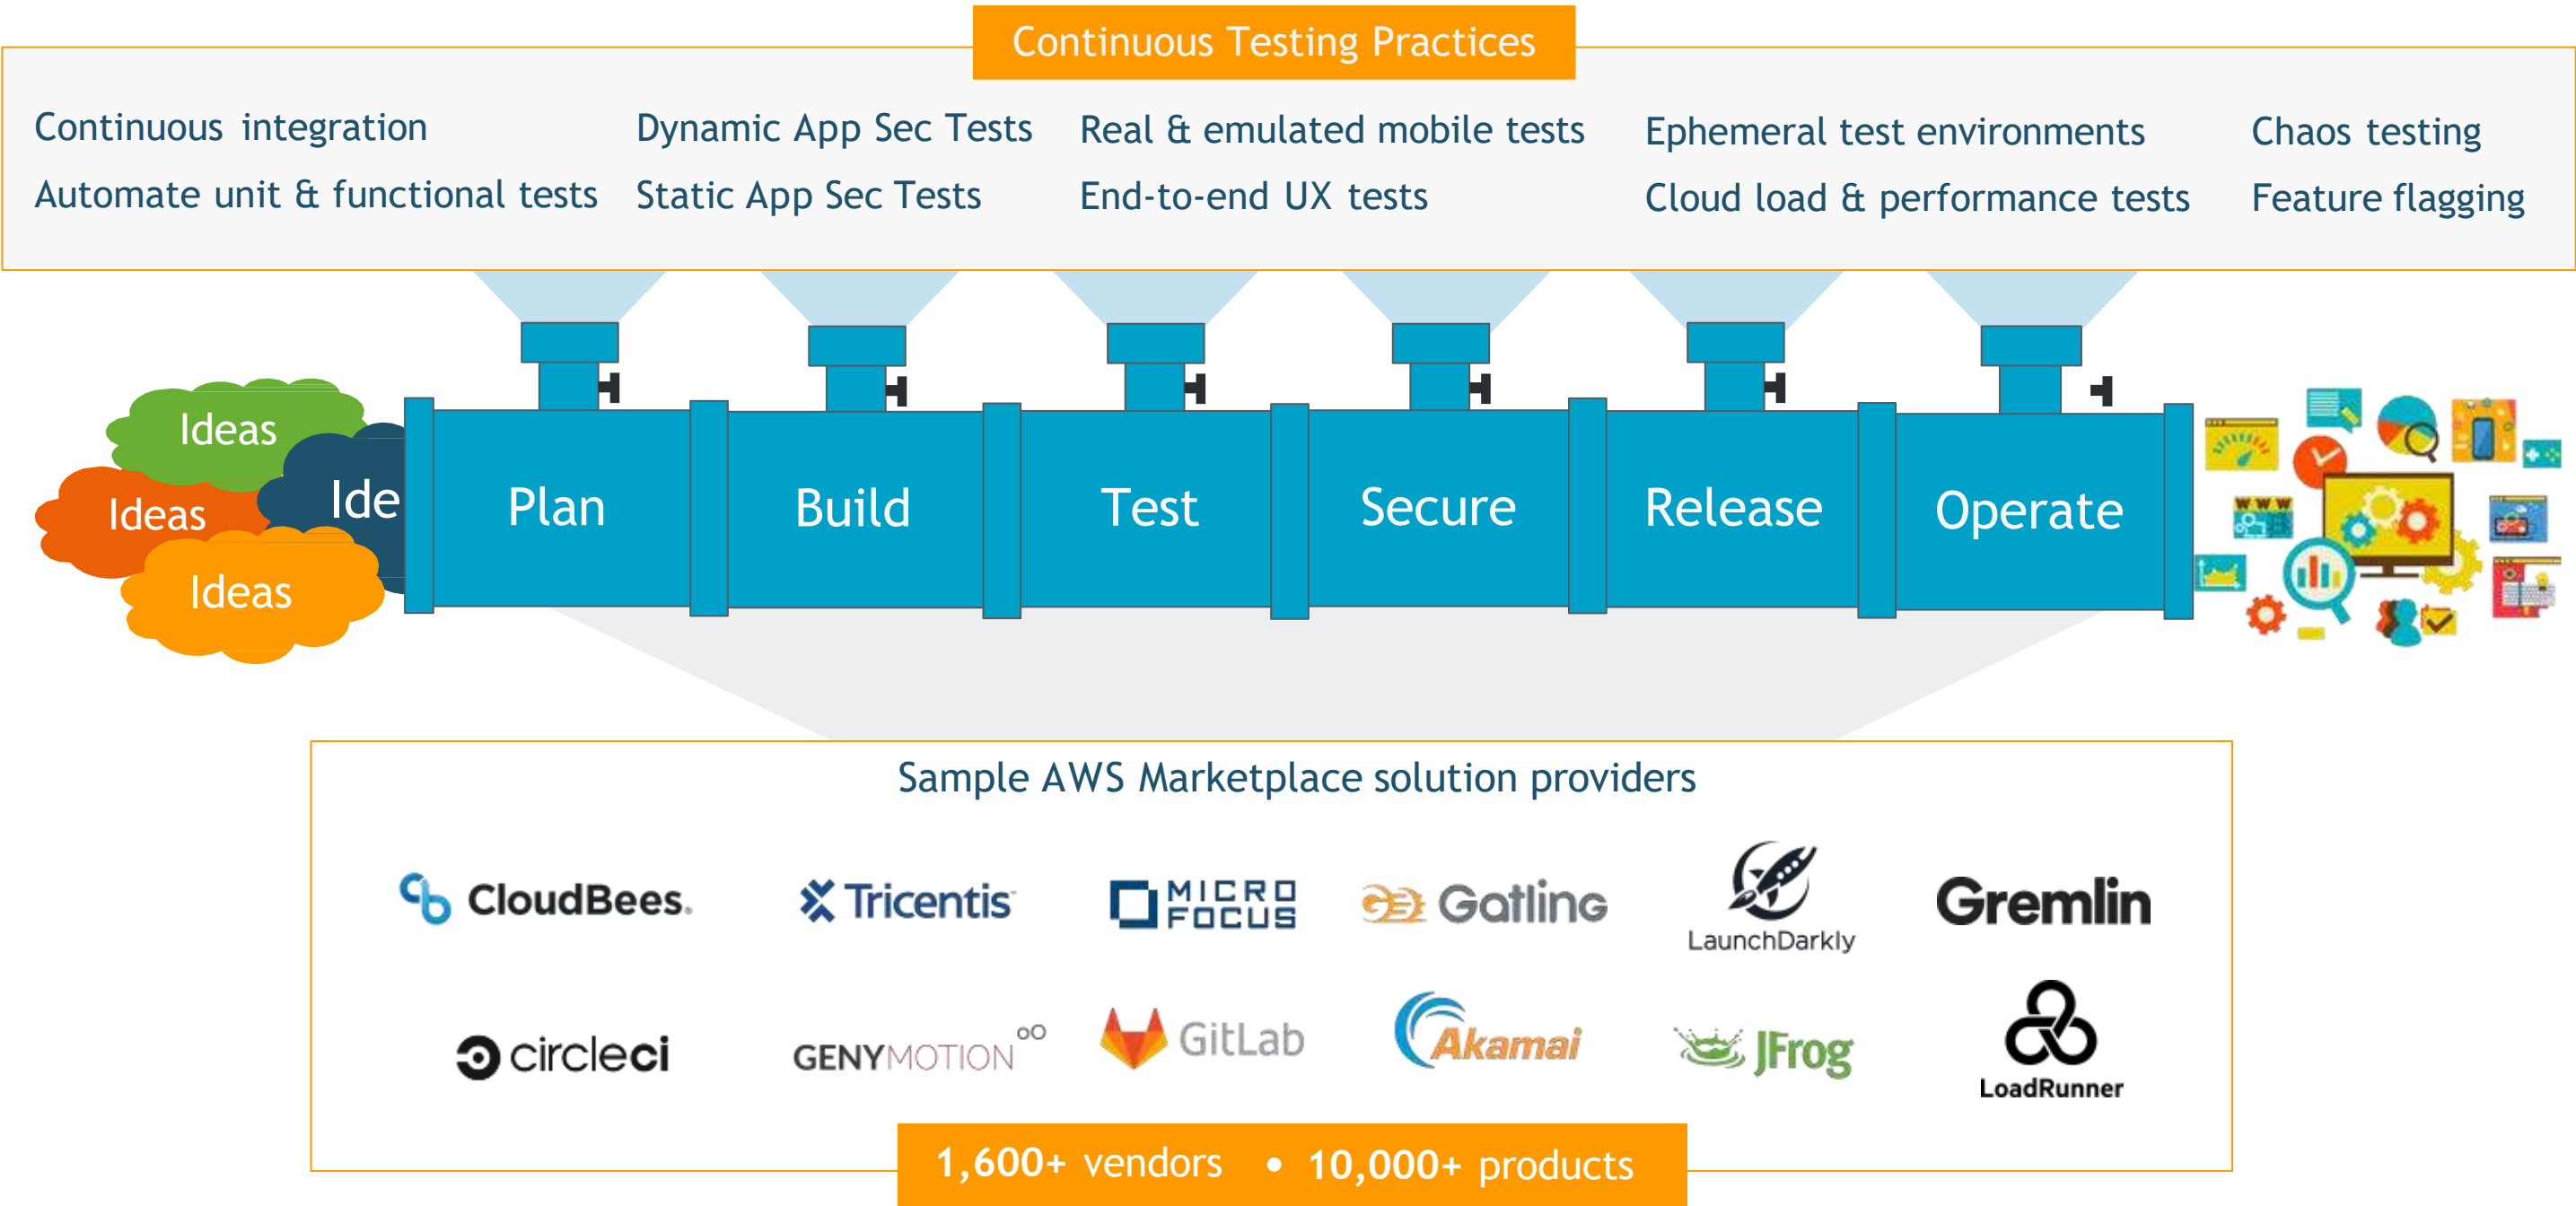 Continuous Testing Practices
Continuous integration
Automate unit & functional tests
Dynamic App Sec Tests
Static App Sec Tests
Real & emulated mobile tests
End-to-end UX tests
Ephemeral test environments
Cloud load & performance tests
Chaos testing
Feature flagging
Ideas
Ideas
Ide
Ideas
Plan
Build
Test
Secure
Release
Operate
WWW
Sample AWS Marketplace solution providers
CloudBees®
Tricentis
MICRO
FOCUS
Gatling
LaunchDarkly
Gremlin
circleci
GENYMOTION
GitLab
Akamai
JFrog
LoadRunner
1,600+ vendors • 10,000+ products